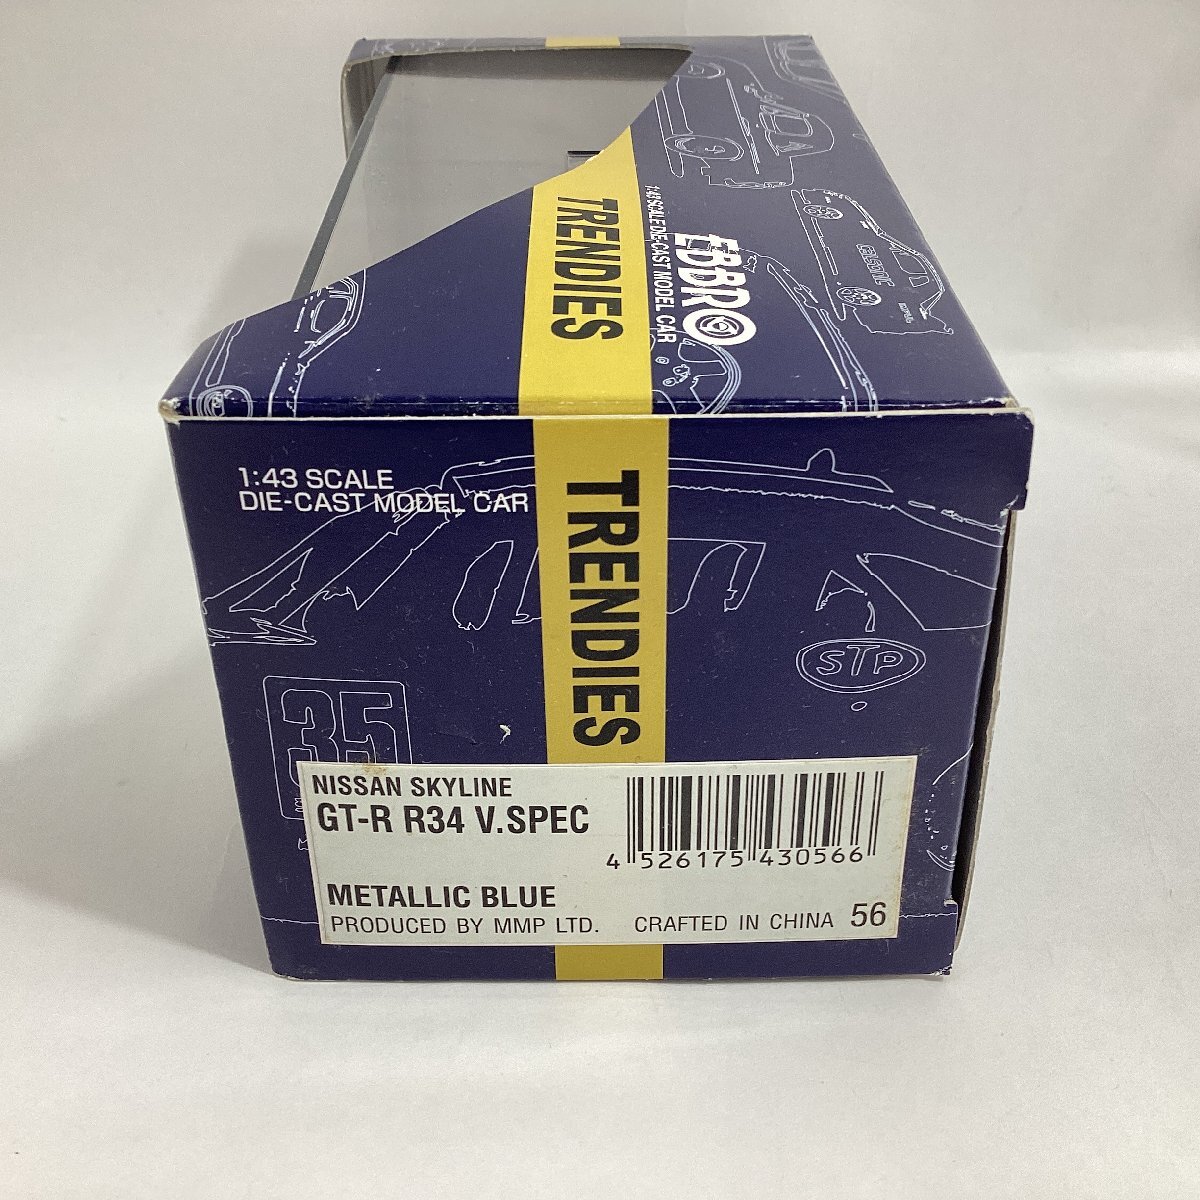 TRENDIES
1:43 SCALE DIE-CAST MODEL CAR
EBBRO
calsonic
1:43 SCALE
DIE-CAST MODEL CAR
TRENDIES
STP
35
NISSAN SKYLINE
GT-R R34 V.SPEC
4 526175 430566
METALLIC BLUE
PRODUCED BY MMP LTD. CRAFTED IN CHINA 56